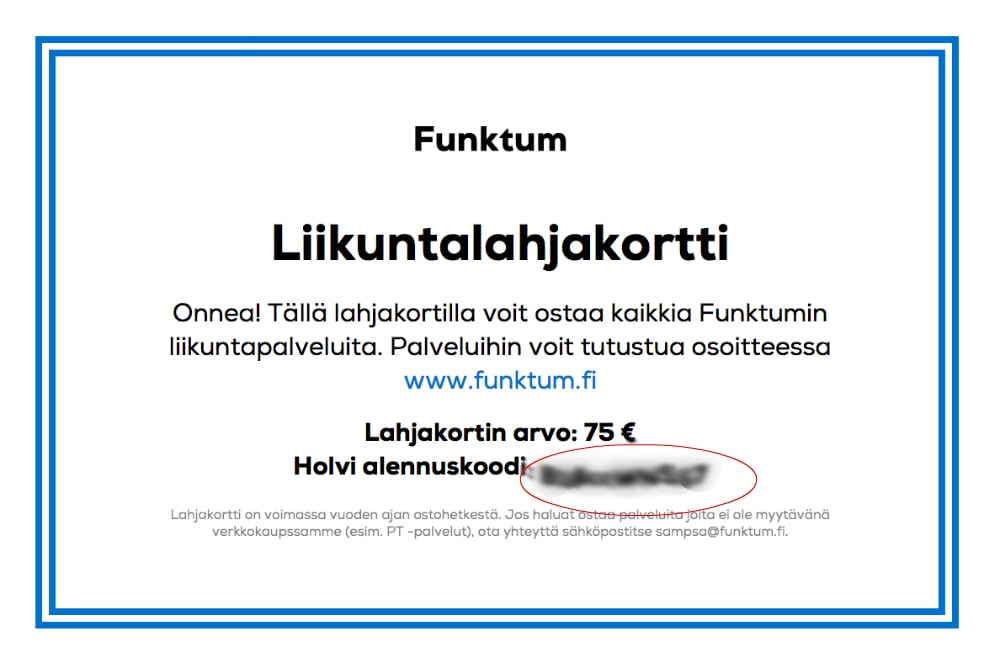 Funktum
Liikuntalahjakortti
Onnea! Tällä lahjakortilla voit ostaa kaikkia Funktumin
liikuntapalveluita. Palveluihin voit tutustua osoitteessa
www.funktum.fi
Lahjakortin arvo: 75 €
Holvi alennuskoodi:
Lahjakortti on voimassa vuoden ajan ostohetkestä. Jos haluat ostaa palveluita joita ei ole myytävänä
verkkokaupssamme (esim. PT -palvelut), ota yhteyttä sähköpostitse sampsa@funktum.fi.